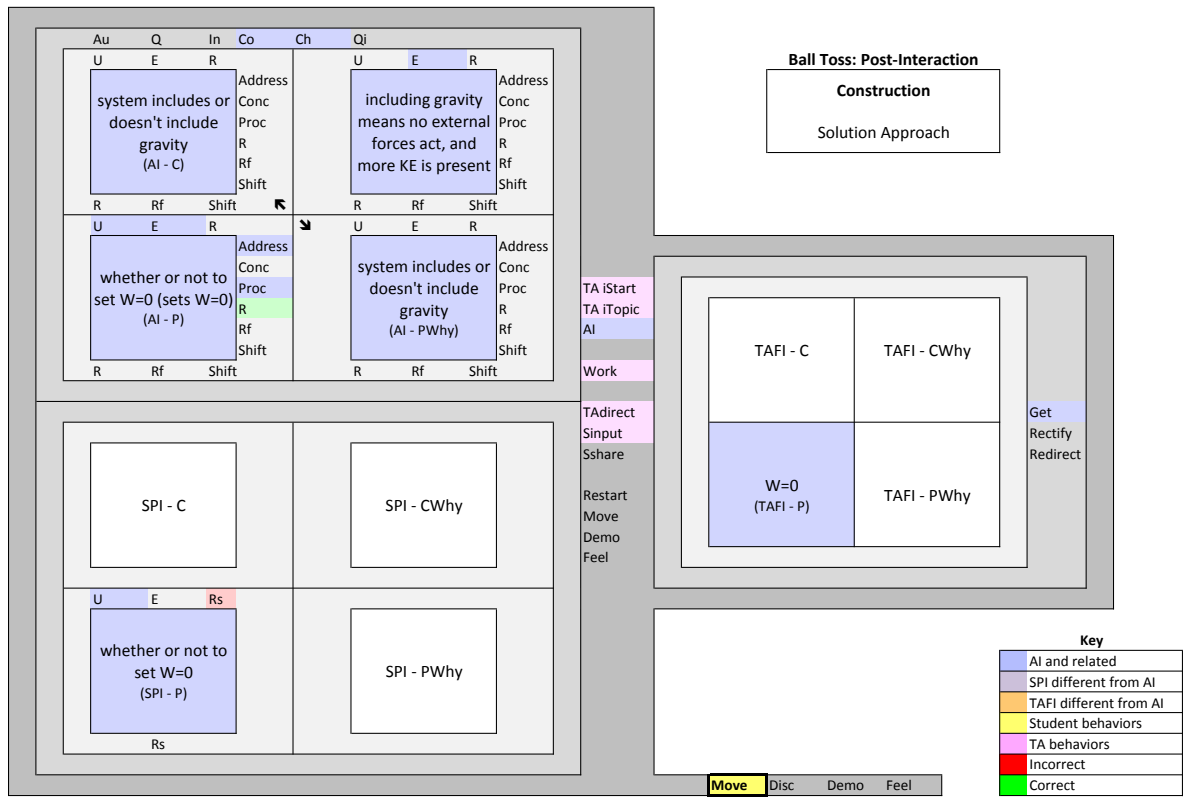 Au Q In Co Ch Qi
U E R
system includes or
doesn't include
gravity
(AI - C)
Address
Conc
Proc
R
Rf
Shift
R Rf Shift
U E R
including gravity
means no external
forces act, and
more KE is present
Address
Conc
Proc
R
Rf
Shift
R Rf Shift
U E R
whether or not to
set W=0 (sets W=0)
(AI - P)
Address
Conc
Proc
R
Rf
Shift
R Rf Shift
U E R
system includes or
doesn't include
gravity
(AI - PWhy)
Address
Conc
Proc
R
Rf
Shift
R Rf Shift
SPI - C
SPI - CWhy
U E Rs
whether or not to
set W=0
(SPI - P)
Rs
SPI - PWhy
TA iStart
TA iTopic
AI
Work
TAdirect
Sinput
Sshare
Restart
Move
Demo
Feel
Ball Toss: Post-Interaction
Construction
Solution Approach
TAFI - C
TAFI - CWhy
W=0
(TAFI - P)
TAFI - PWhy
Get
Rectify
Redirect
Key
AI and related
SPI different from AI
TAFI different from AI
Student behaviors
TA behaviors
Incorrect
Correct
Move Disc Demo Feel